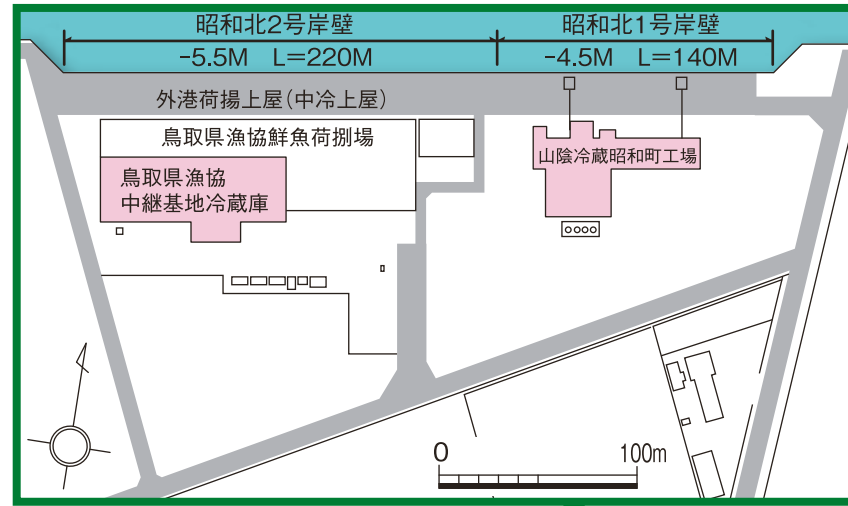 昭和北2号岸壁
昭和北1号岸壁
-5.5M L=220M
-4.5M L=140M
外港荷揚上屋(中冷上屋)
鳥取県漁協鮮魚荷捌場
山陰冷蔵昭和町工場
鳥取県漁協
中継基地冷蔵庫
0
100m